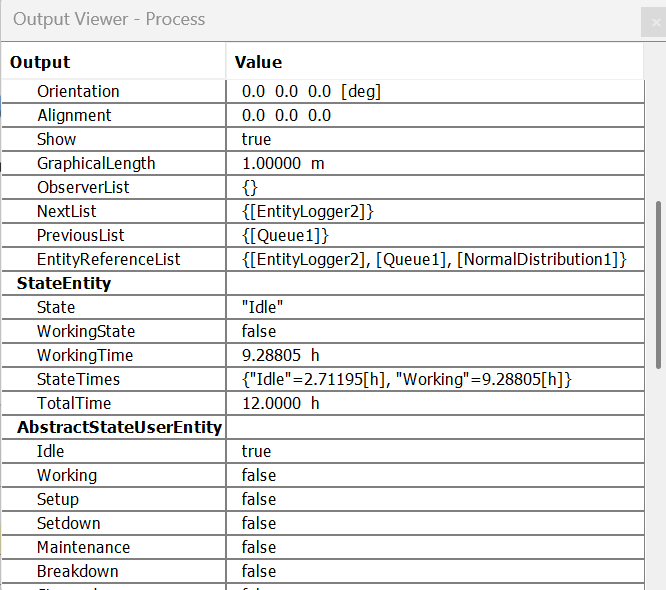 Output Viewer - Process
Output Value
Orientation 0.0 0.0 0.0 [deg]
Alignment 0.0 0.0 0.0
Show true
GraphicalLength 1.00000 m
ObserverList {}
NextList {[EntityLogger2]}
PreviousList {[Queue1]}
EntityReferenceList {[EntityLogger2], [Queue1], [NormalDistribution1]}
StateEntity
State "Idle"
WorkingState false
WorkingTime 9.28805 h
StateTimes {"Idle"=2.71195[h], "Working"=9.28805[h]}
TotalTime 12.0000 h
AbstractStateUserEntity
Idle true
Working false
Setup false
Setdown false
Maintenance false
Breakdown false